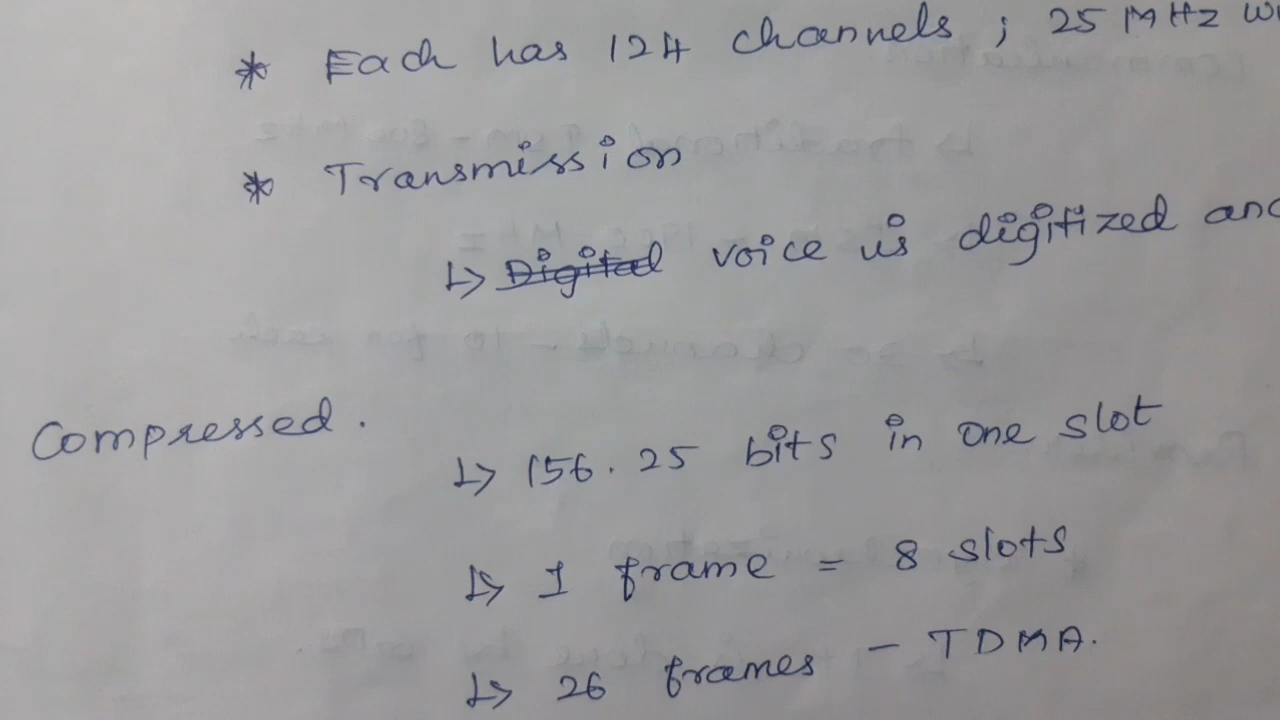 * Each has 124 channels ; 25 MHz
* Transmission
↳ Digital voice is digitized and
Compressed.
↳ 156.25 bits in one slot
↳ 1 frame = 8 slots
↳ 26 frames - TDMA.